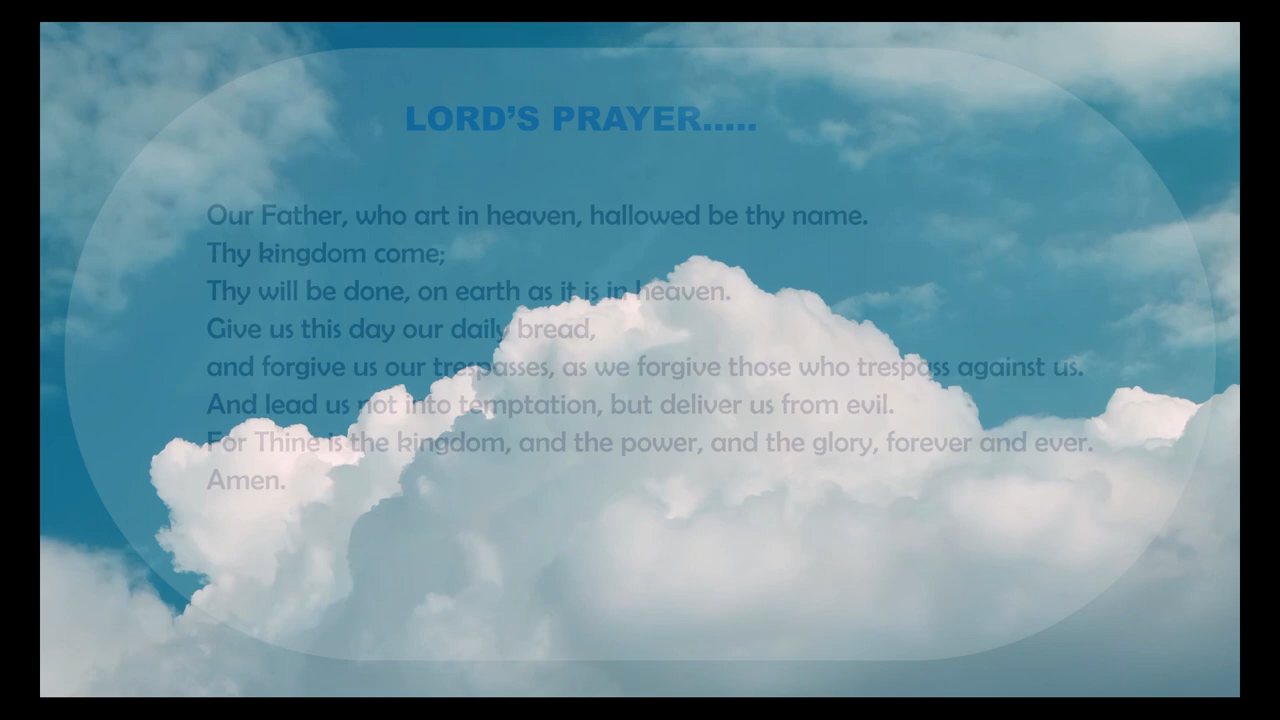 LORD’S PRAYER.....
Our Father, who art in heaven, hallowed be thy name.
Thy kingdom come;
Thy will be done, on earth as it is in heaven.
Give us this day our daily bread,
and forgive us our trespasses, as we forgive those who trespass against us.
And lead us not into temptation, but deliver us from evil.
For Thine is the kingdom, and the power, and the glory, forever and ever.
Amen.